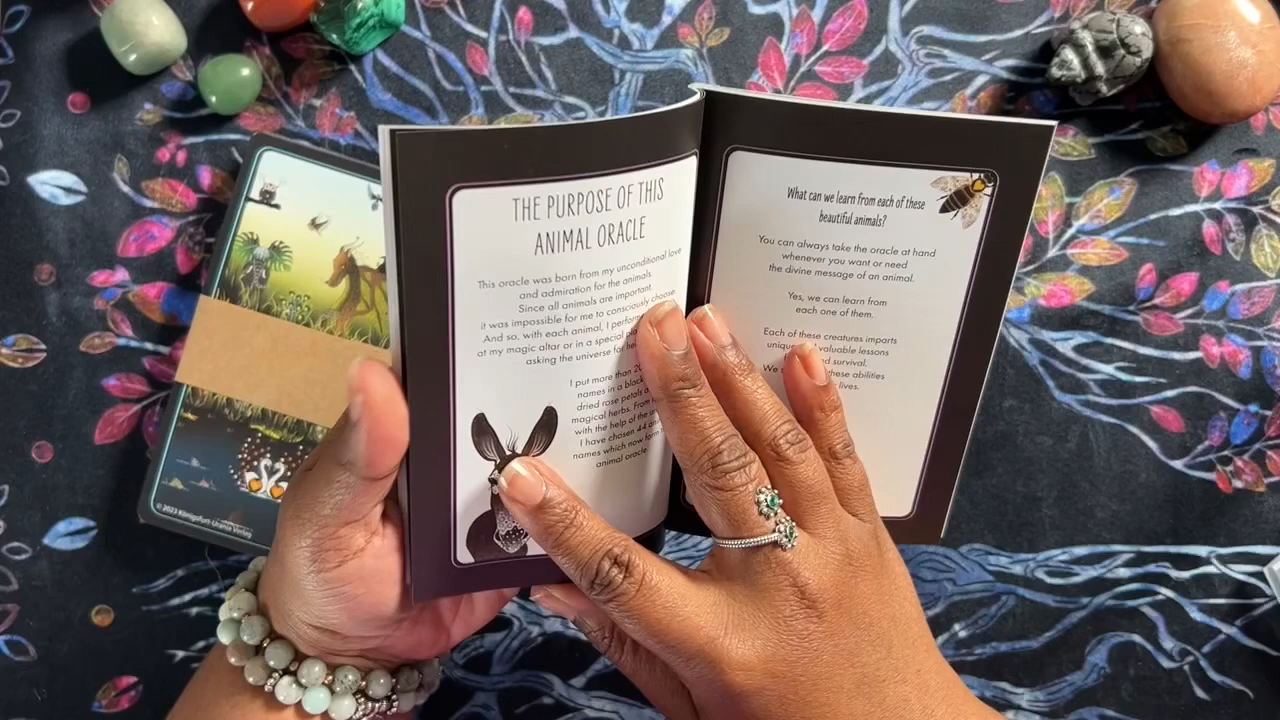 THE PURPOSE OF THIS
ANIMAL ORACLE
This oracle was born from my unconditional love
and admiration for the animals.
Since all animals are important,
it was impossible for me to consciously choose
And so, with each animal, I
at my magic altar or in a special
asking the universe for
I put more than
names in a black
dried rose petals
magical herbs. From
with the help of the
I have chosen 44
names which now form
animal oracle.
What can we learn from each of these
beautiful animals?
You can always take the oracle at hand
whenever you want or need
the divine message of an animal.
Yes, we can learn from
each one of them.
Each of these creatures imparts
valuable lessons
survival.
We these abilities
lives.
© 2023 Königsfurt-Urania Verlag